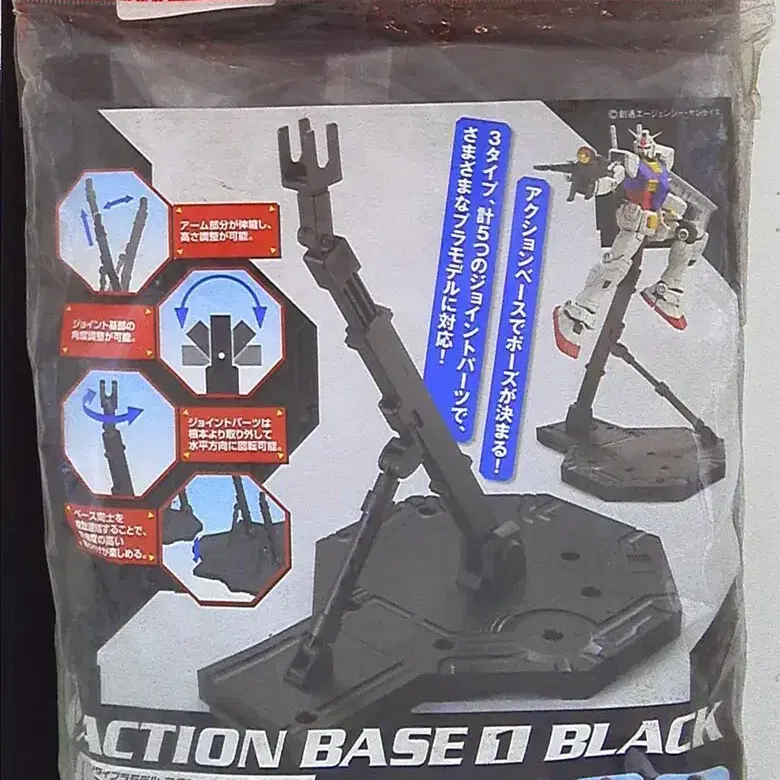 ©創通エージェンシー・サンライズ
アクションベースでポーズが決まる!
3タイプ、計5つのジョイントパーツで、
さまざまなプラモデルに対応!
アーム部分が伸縮し、
高さ調整が可能。
ジョイント基部の
角度調整が可能。
ジョイントパーツは
根本より取り外して
水平方向に回転可能。
ベース同士を
複数連結することで、
の高い
が楽しめる。
ACTION BASE 1 BLACK